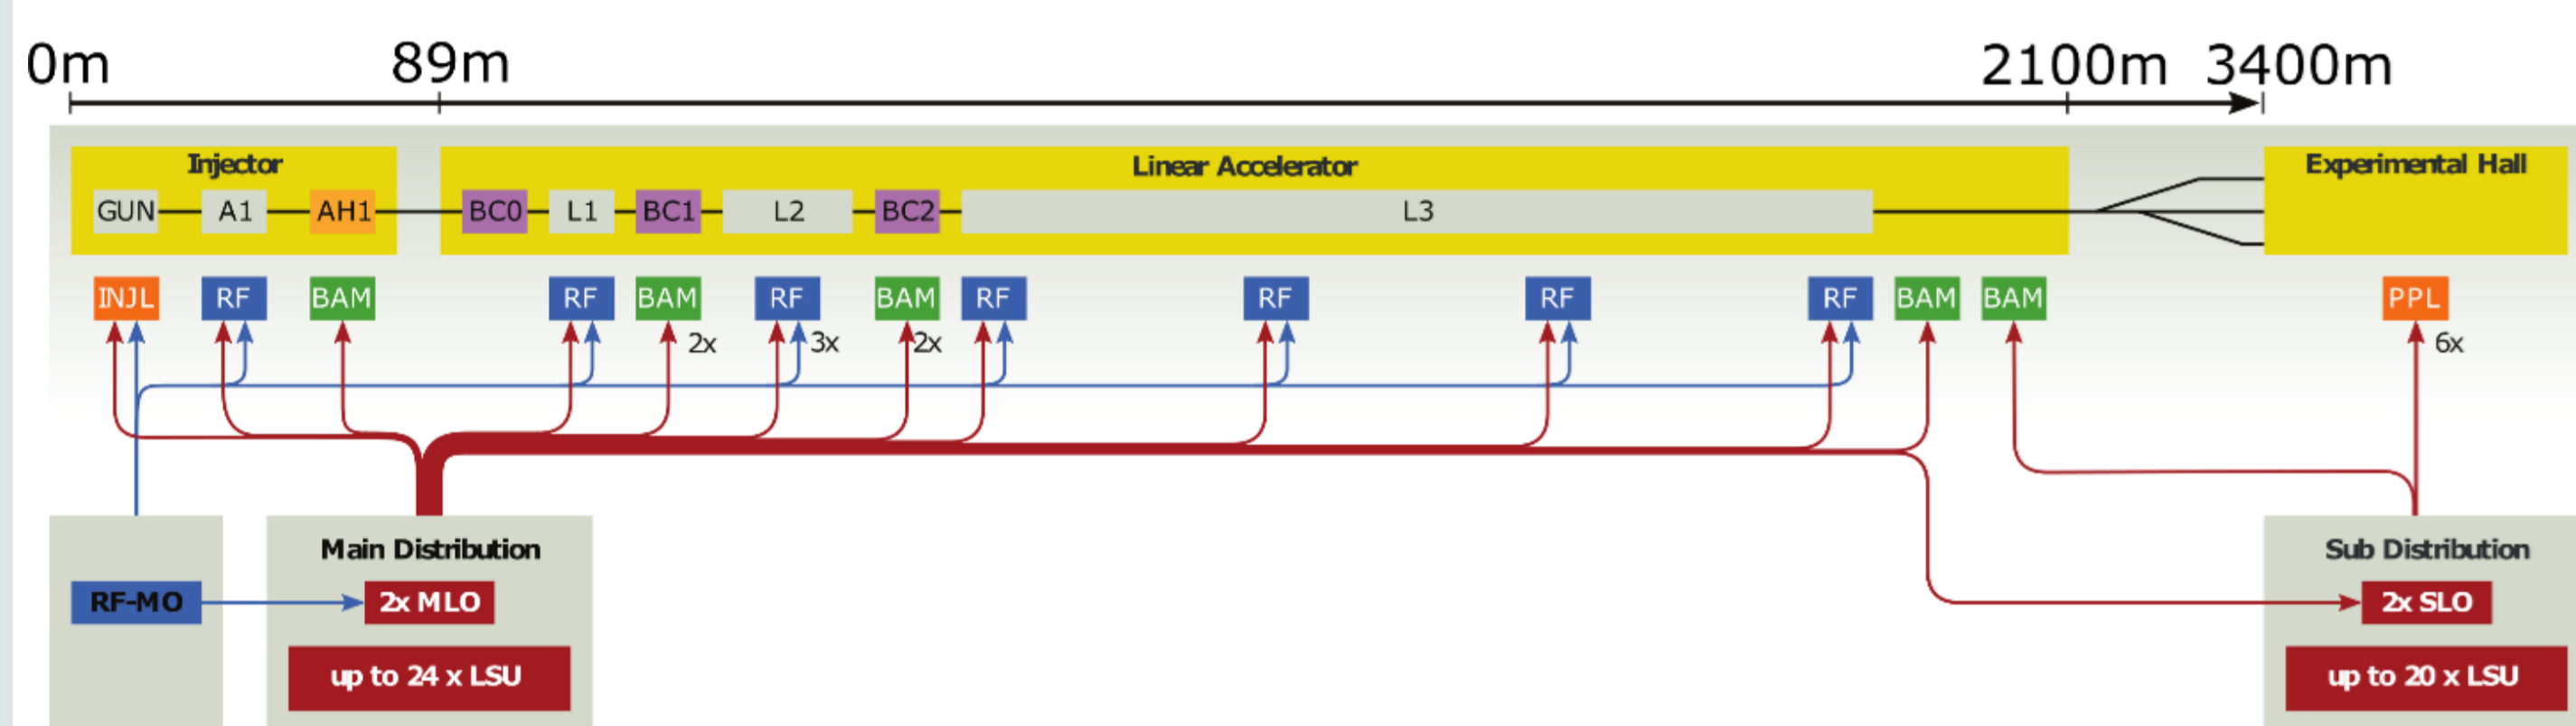 0m 89m 2100m 3400m
Injector Linear Accelerator Experimental Hall
GUN A1 AH1 BC0 L1 BC1 L2 BC2 L3
INJL RF BAM RF BAM RF BAM RF RF RF RF BAM BAM PPL
2x 3x 2x 6x
Main Distribution Sub Distribution
RF-MO 2x MLO 2x SLO
up to 24 x LSU up to 20 x LSU